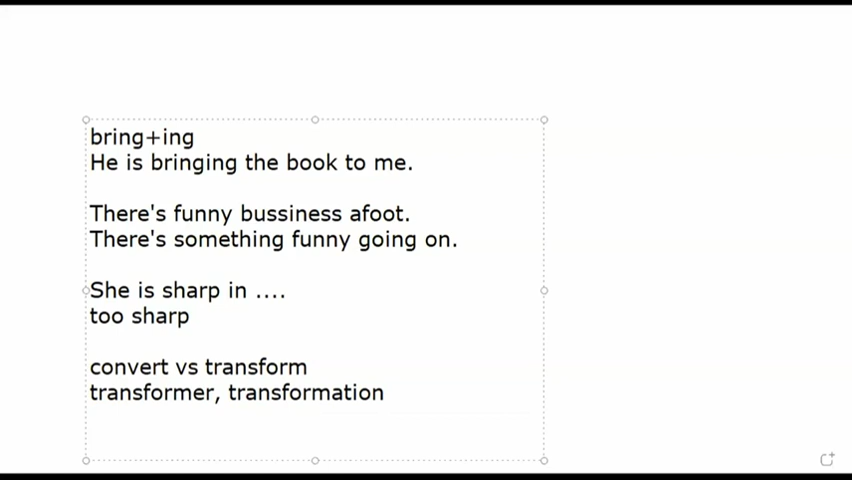 bring+ing
He is bringing the book to me.
There's funny bussiness afoot.
There's something funny going on.
She is sharp in ....
too sharp
convert vs transform
transformer, transformation